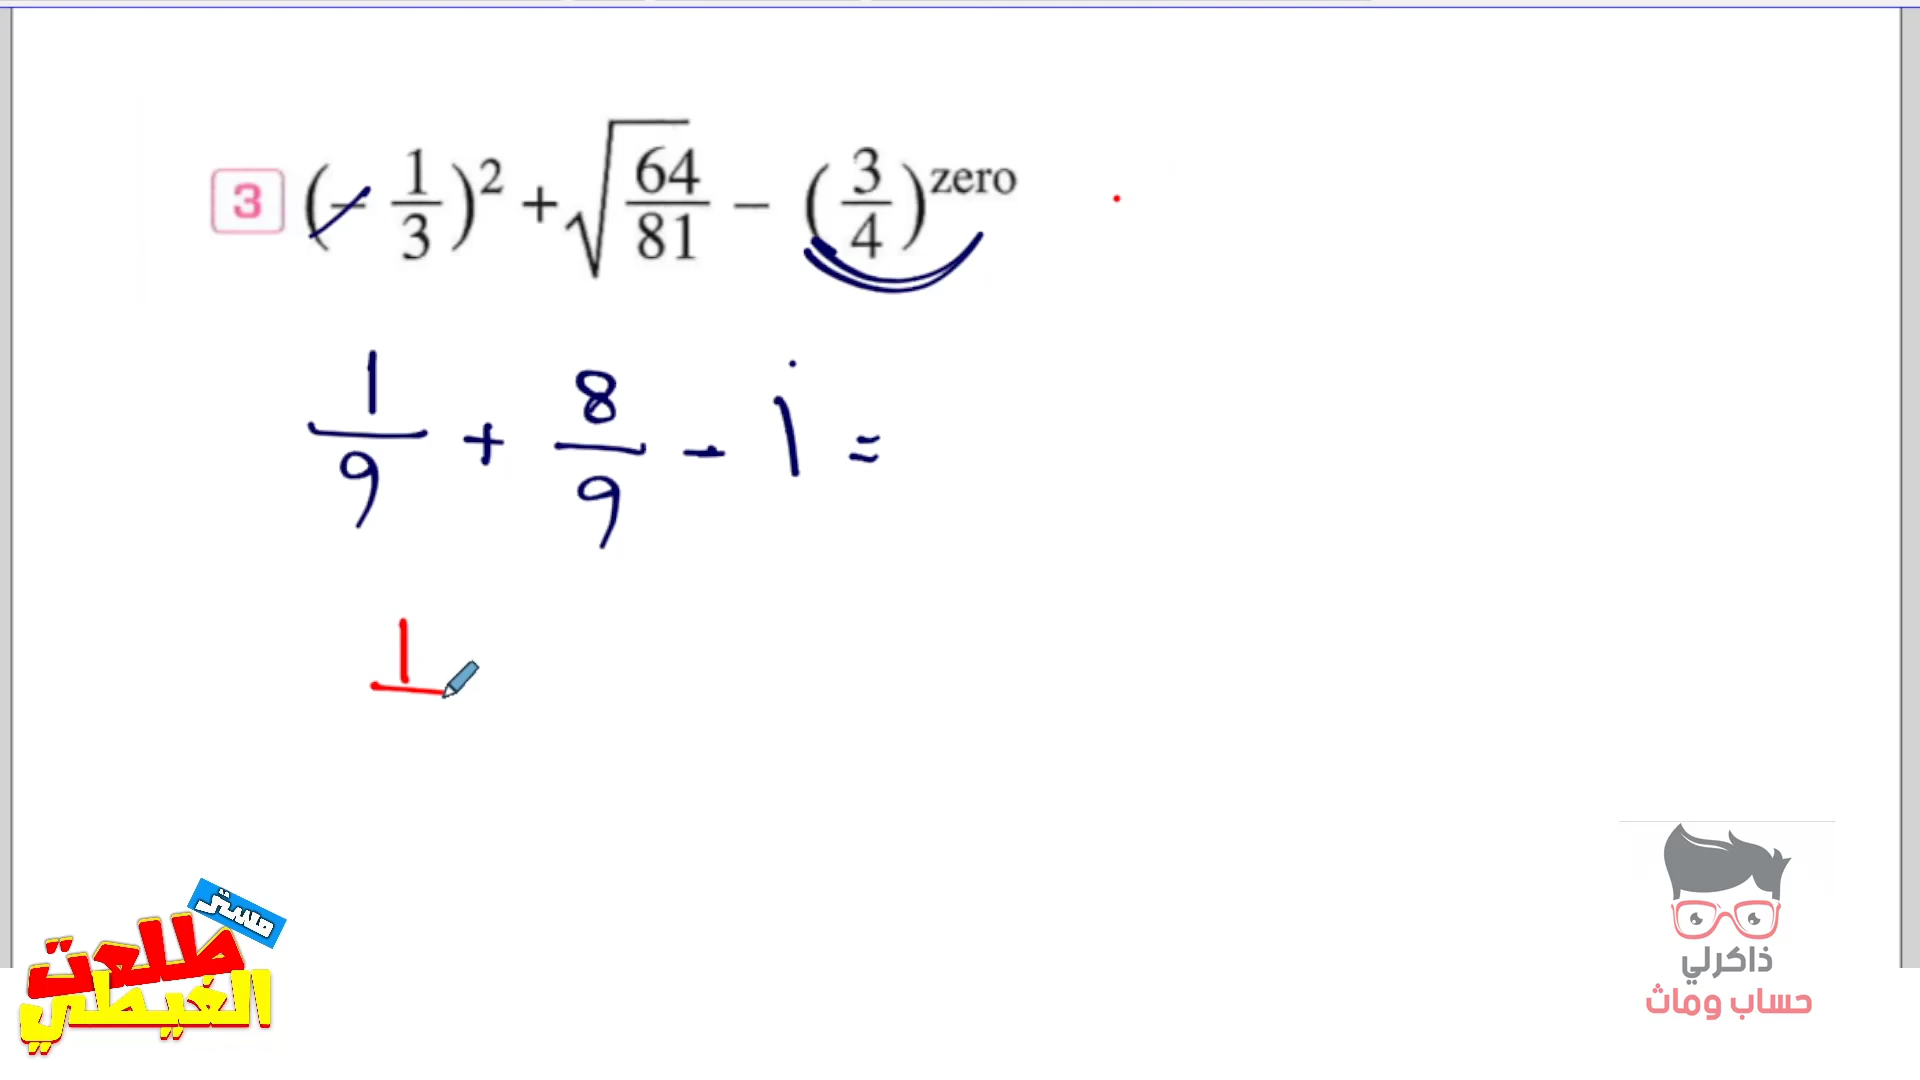 3 (- 1/3)² + √(64/81) - (3/4)^zero
1/9 + 8/9 - 1 =
1
مستر
طلعت
الغيطي
ذاكرلي
حساب وماث